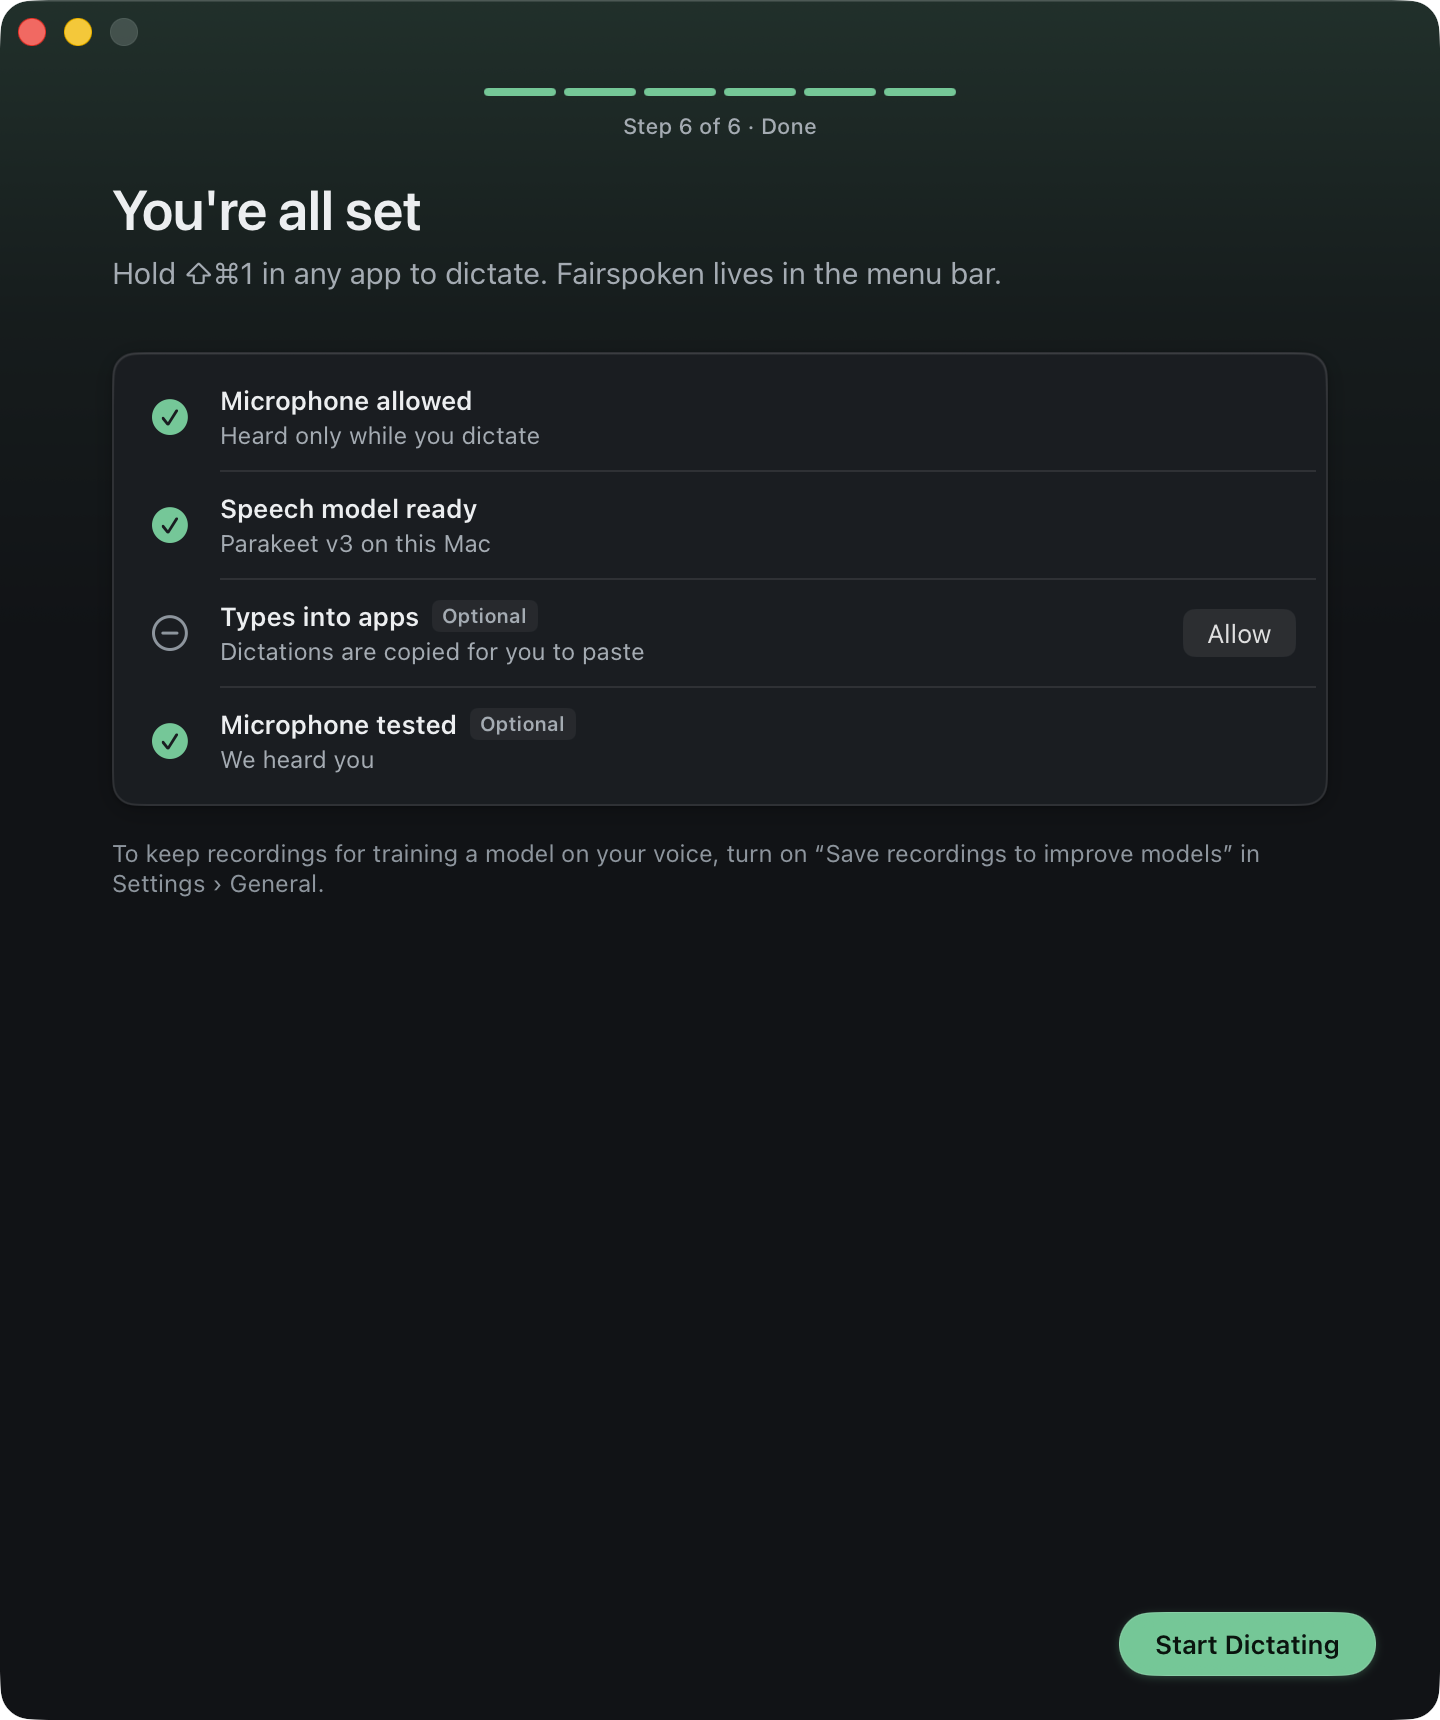 Step 6 of 6 · Done
You're all set
Hold ⇧⌘1 in any app to dictate. Fairspoken lives in the menu bar.
Microphone allowed
Heard only while you dictate
Speech model ready
Parakeet v3 on this Mac
Types into apps Optional
Dictations are copied for you to paste
Allow
Microphone tested Optional
We heard you
To keep recordings for training a model on your voice, turn on “Save recordings to improve models” in
Settings › General.
Start Dictating